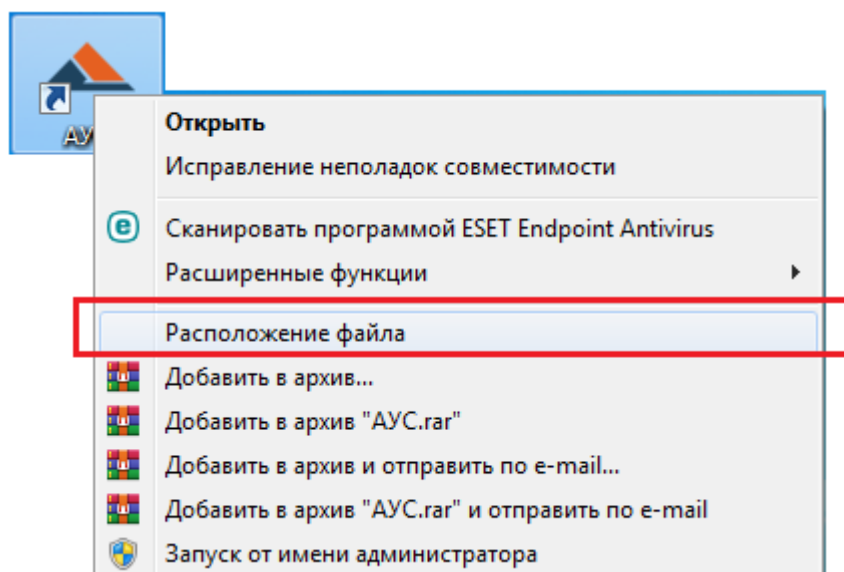 АУ
Открыть
Исправление неполадок совместимости
Сканировать программой ESET Endpoint Antivirus
Расширенные функции
Расположение файла
Добавить в архив...
Добавить в архив "АУС.rar"
Добавить в архив и отправить по e-mail...
Добавить в архив "АУС.rar" и отправить по e-mail
Запуск от имени администратора